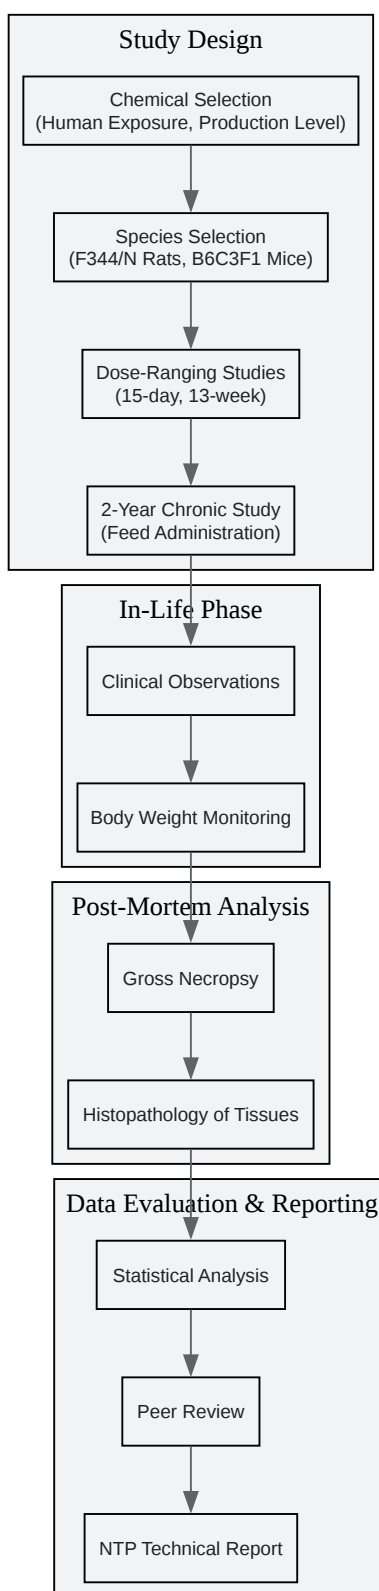 Study Design
Chemical Selection
(Human Exposure, Production Level)
Species Selection
(F344/N Rats, B6C3F1 Mice)
Dose-Ranging Studies
(15-day, 13-week)
2-Year Chronic Study
(Feed Administration)
In-Life Phase
Clinical Observations
Body Weight Monitoring
Post-Mortem Analysis
Gross Necropsy
Histopathology of Tissues
Data Evaluation & Reporting
Statistical Analysis
Peer Review
NTP Technical Report